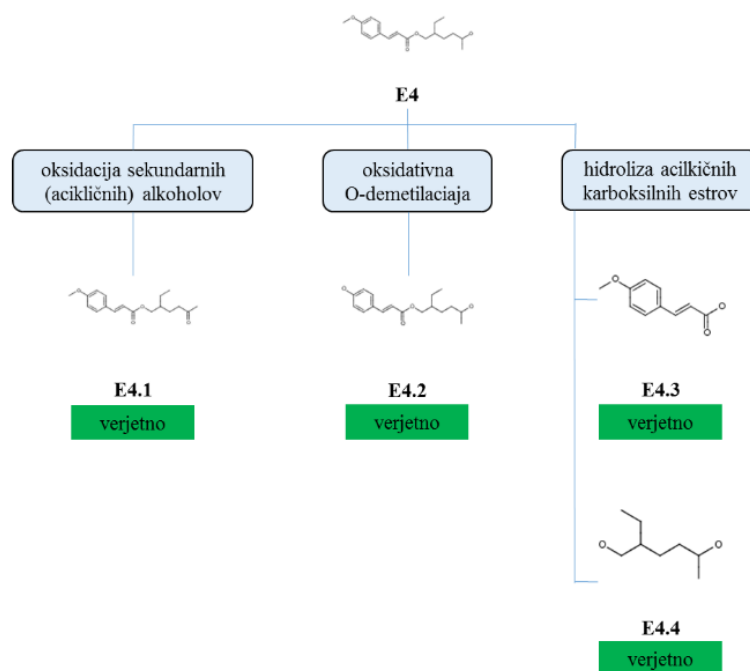 E4
oksidacija sekundarnih
(acikličnih) alkoholov
oksidativna
O-demetilaciaja
hidroliza acilkičnih
karboksilnih estrov
E4.1
verjetno
E4.2
verjetno
E4.3
verjetno
E4.4
verjetno